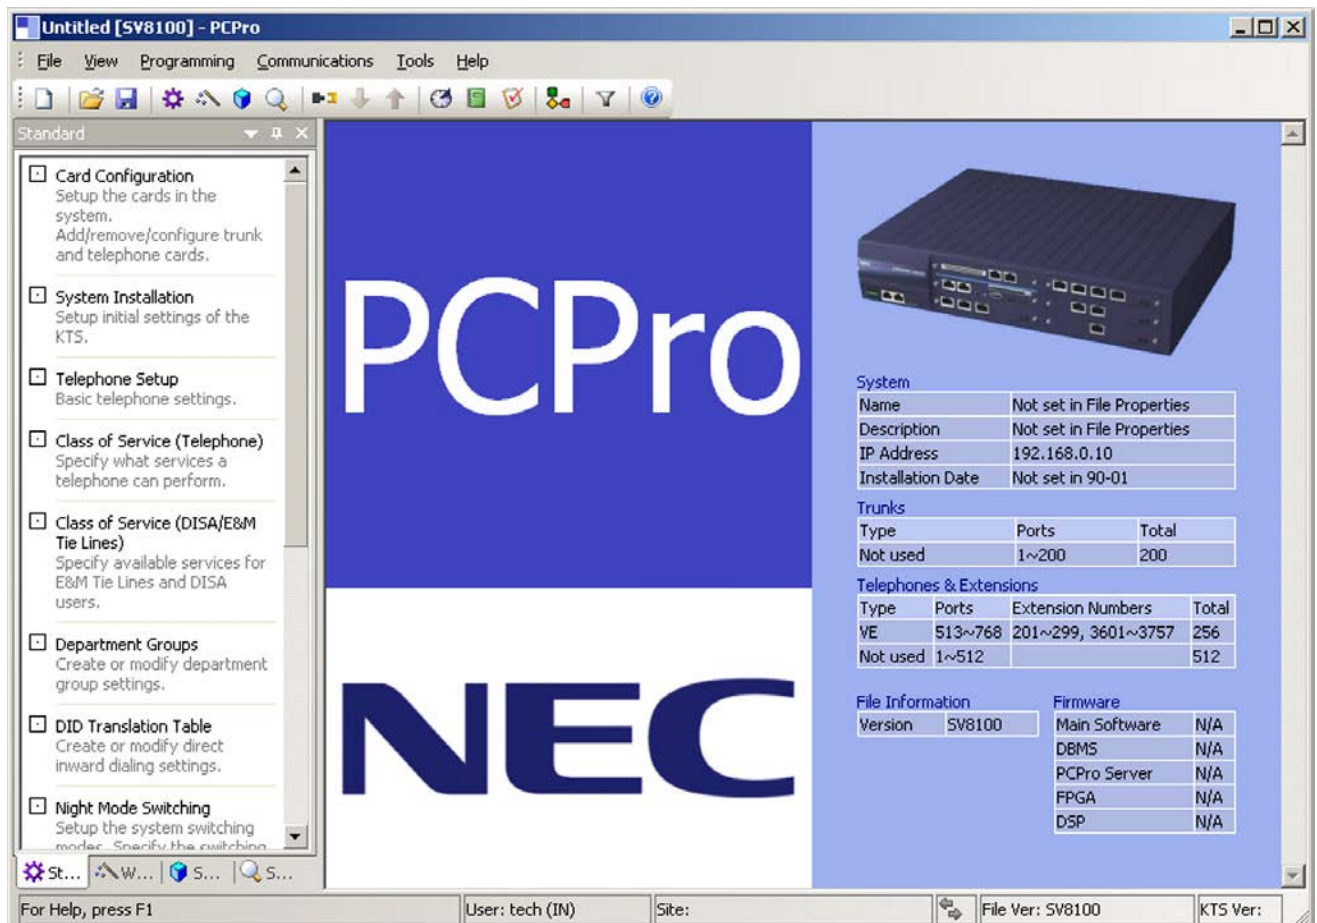 Untitled [SV8100] - PCPro
File View Programming Communications Tools Help
Standard
Card Configuration
Setup the cards in the
system.
Add/remove/configure trunk
and telephone cards.
System Installation
Setup initial settings of the
KTS.
Telephone Setup
Basic telephone settings.
Class of Service (Telephone)
Specify what services a
telephone can perform.
Class of Service (DISA/E&M
Tie Lines)
Specify available services for
E&M Tie Lines and DISA
users.
Department Groups
Create or modify department
group settings.
DID Translation Table
Create or modify direct
inward dialing settings.
Night Mode Switching
Setup the system switching
modes. Specify the switching
St... W... S... S...
PCPro
NEC
System
Name Not set in File Properties
Description Not set in File Properties
IP Address 192.168.0.10
Installation Date Not set in 90-01
Trunks
Type Ports Total
Not used 1~200 200
Telephones & Extensions
Type Ports Extension Numbers Total
VE 513~768 201~299, 3601~3757 256
Not used 1~512 512
File Information
Version SV8100
Firmware
Main Software N/A
DBMS N/A
PCPro Server N/A
FPGA N/A
DSP N/A
For Help, press F1 User: tech (IN) Site: File Ver: SV8100 KTS Ver: